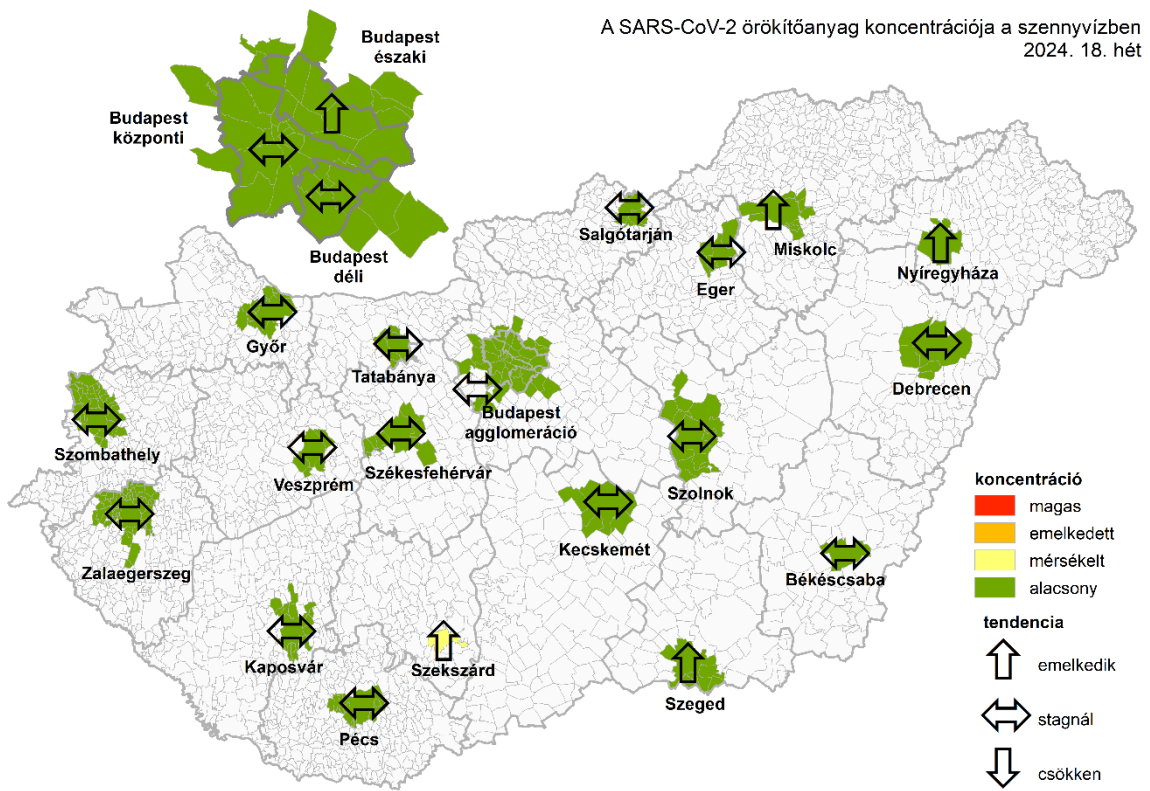 A SARS-CoV-2 örökítőanyag koncentrációja a szennyvízben
2024. 18. hét
Budapest
északi
Budapest
központi
Budapest
déli
Salgótarján
Miskolc
Eger
Nyíregyháza
Győr
Tatabánya
Debrecen
Budapest
agglomeráció
Szombathely
Székesfehérvár
Veszprém
Szolnok
Kecskemét
Zalaegerszeg
Békéscsaba
Kaposvár
Szekszárd
Szeged
Pécs
koncentráció
magas
emelkedett
mérsékelt
alacsony
tendencia
emelkedik
stagnál
csökken